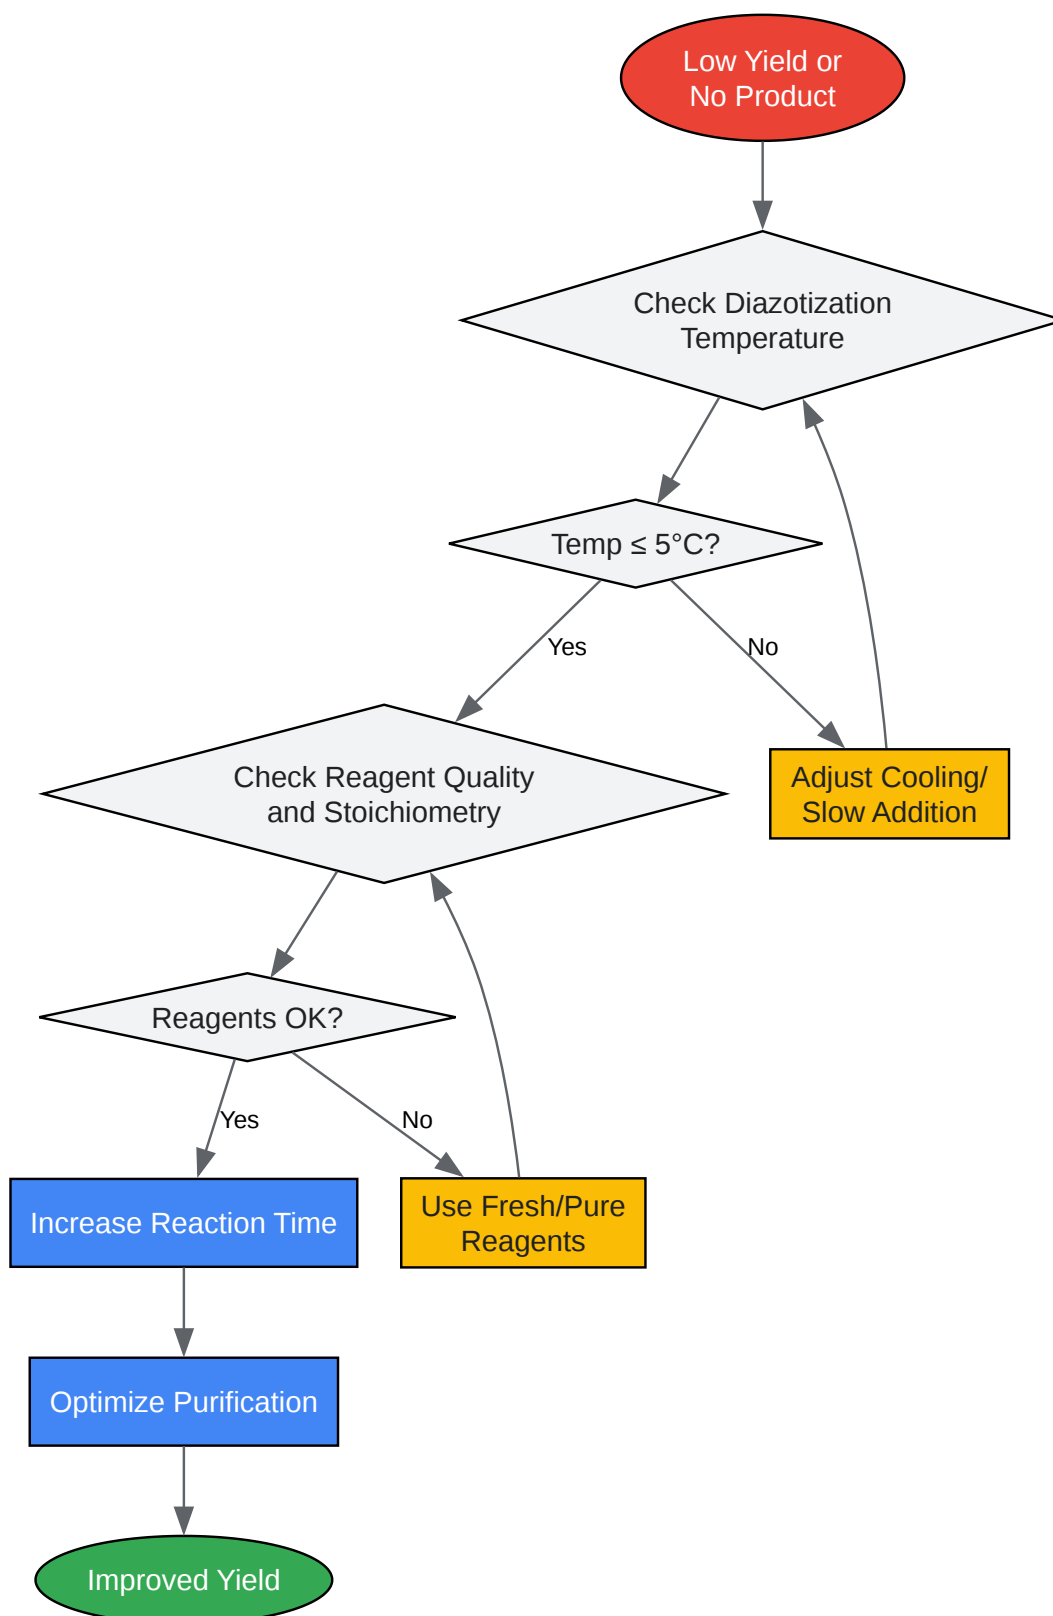 Low Yield or
No Product
Check Diazotization
Temperature
Temp ≤ 5°C?
Yes
No
Check Reagent Quality
and Stoichiometry
Adjust Cooling/
Slow Addition
Reagents OK?
Yes
No
Increase Reaction Time
Use Fresh/Pure
Reagents
Optimize Purification
Improved Yield